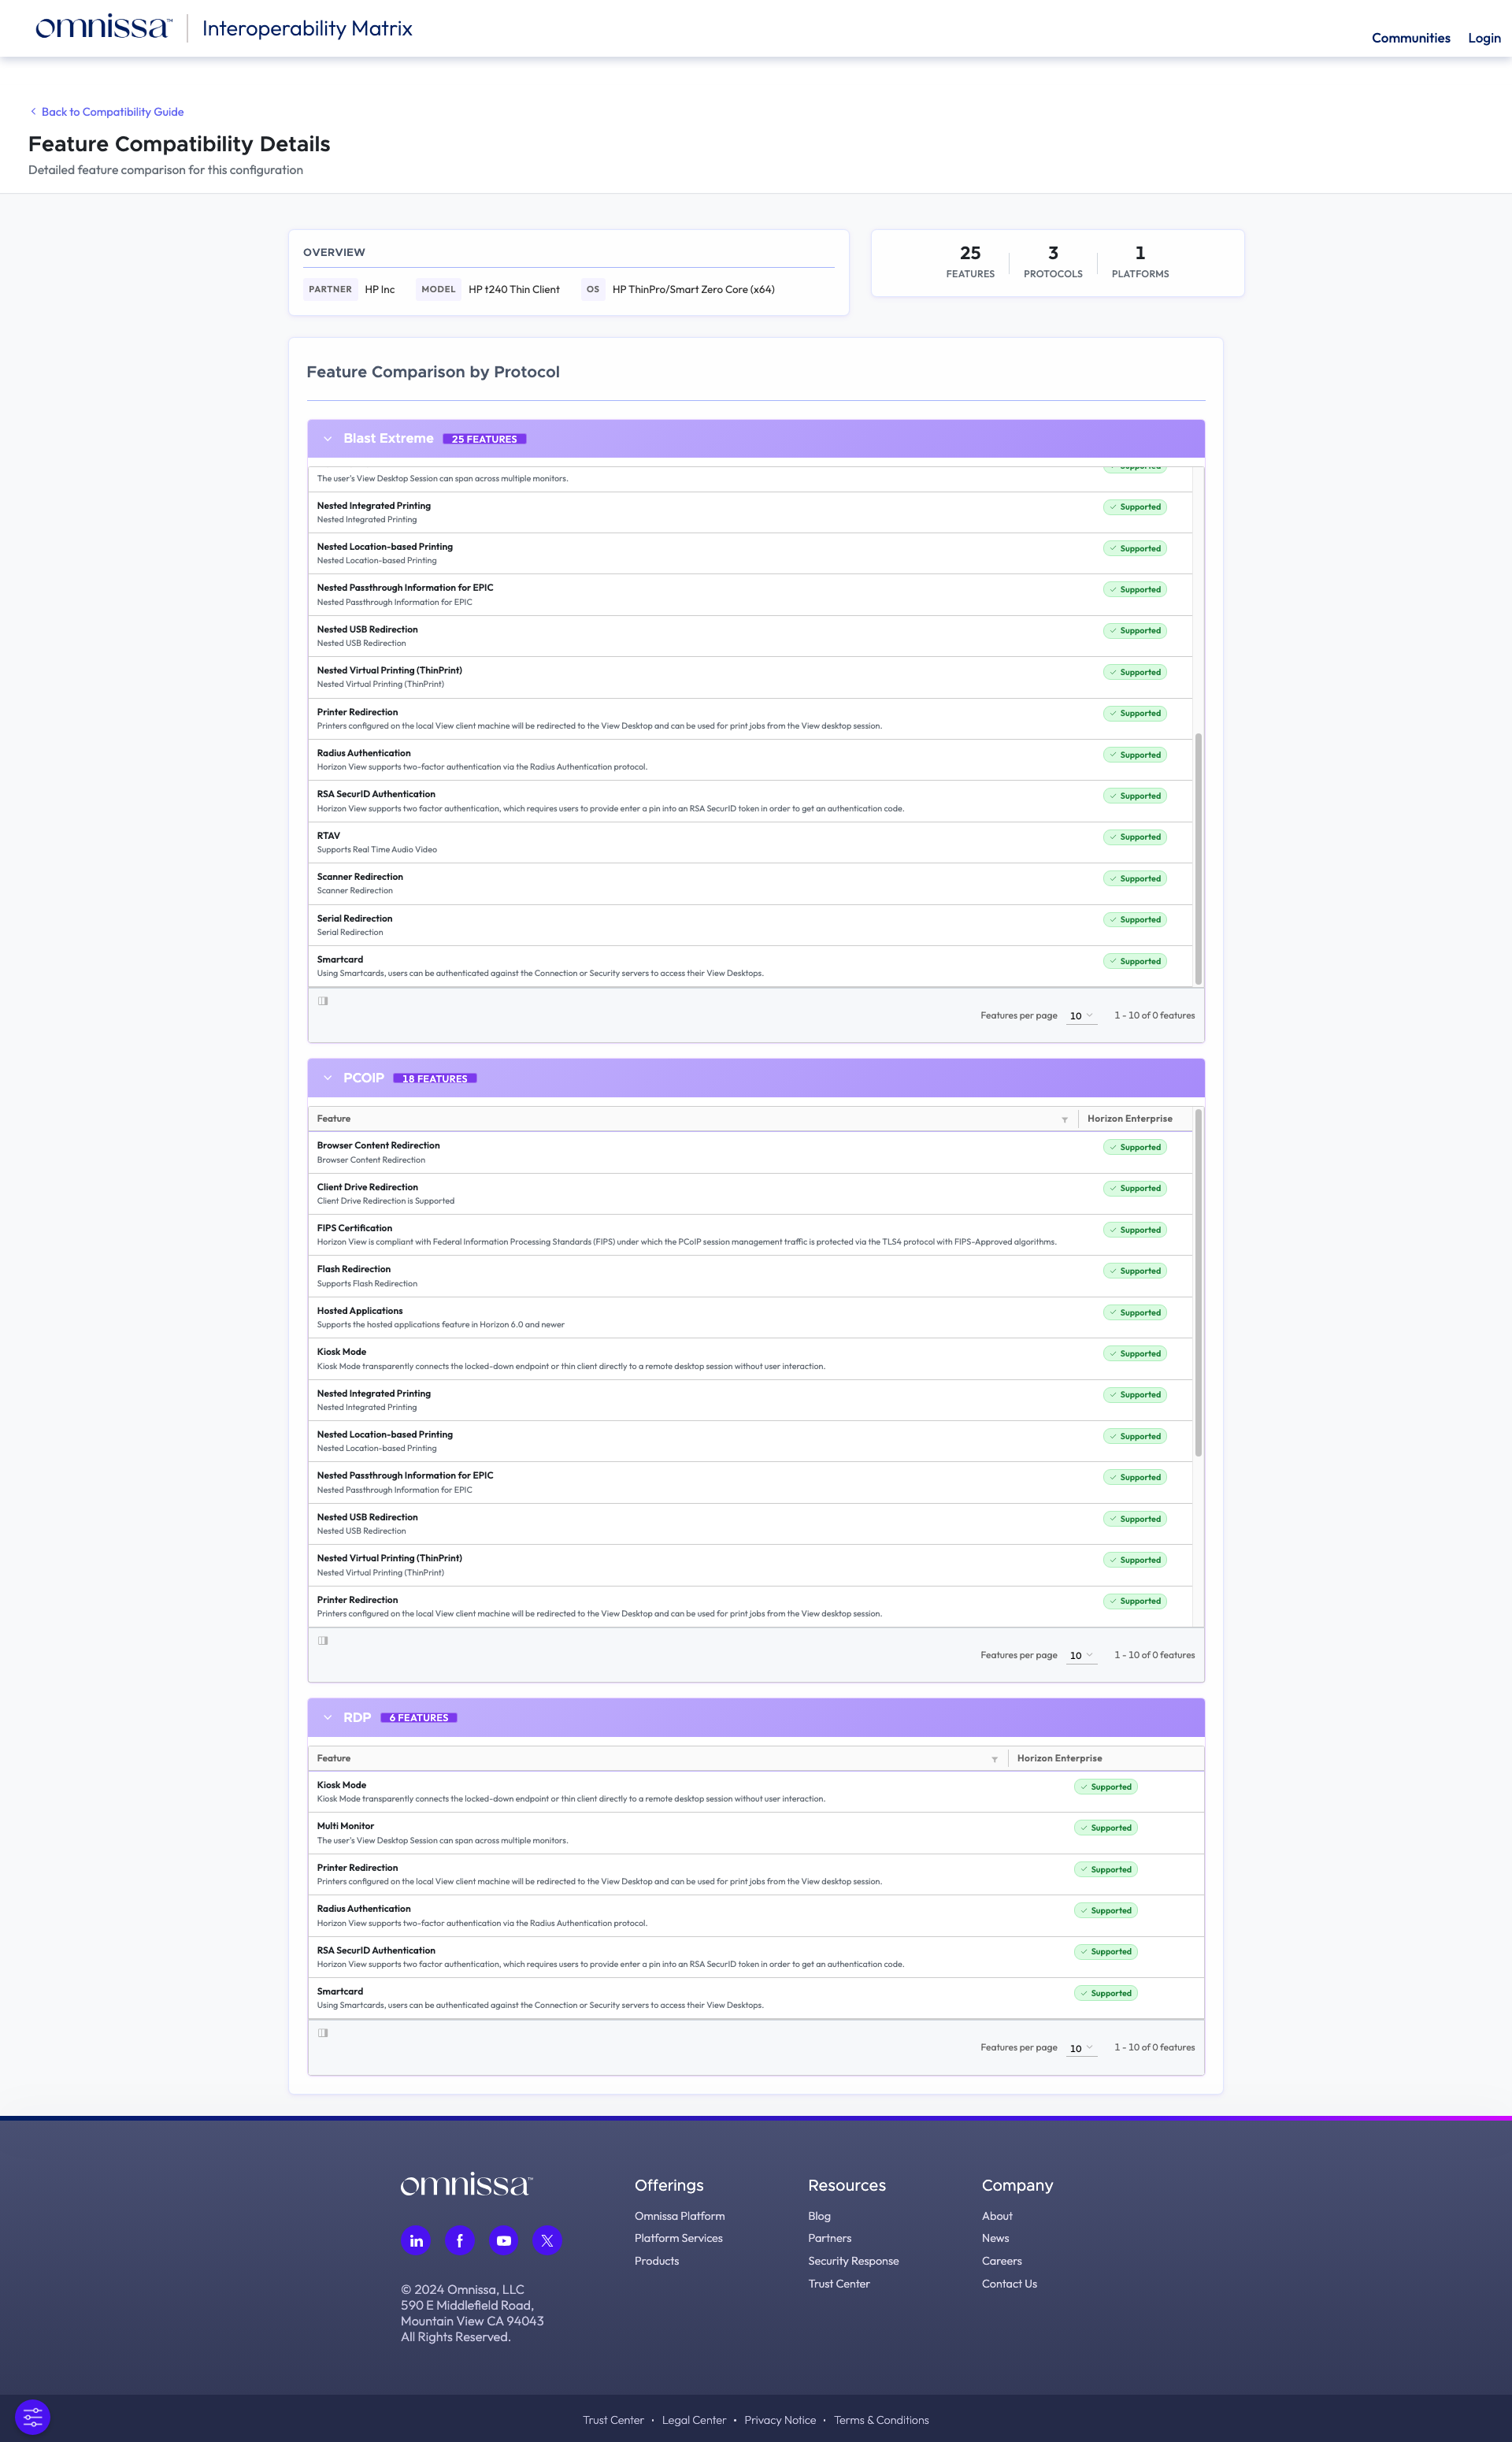 omnissa™ Interoperability Matrix
Communities Login
Back to Compatibility Guide
Feature Compatibility Details
Detailed feature comparison for this configuration
OVERVIEW
PARTNER HP Inc MODEL HP t240 Thin Client OS HP ThinPro/Smart Zero Core (x64)
25 3 1
FEATURES PROTOCOLS PLATFORMS
Feature Comparison by Protocol
Blast Extreme 25 FEATURES
Supported
The user's View Desktop Session can span across multiple monitors.
Nested Integrated Printing Supported
Nested Integrated Printing
Nested Location-based Printing Supported
Nested Location-based Printing
Nested Passthrough Information for EPIC Supported
Nested Passthrough Information for EPIC
Nested USB Redirection Supported
Nested USB Redirection
Nested Virtual Printing (ThinPrint) Supported
Nested Virtual Printing (ThinPrint)
Printer Redirection Supported
Printers configured on the local View client machine will be redirected to the View Desktop and can be used for print jobs from the View desktop session.
Radius Authentication Supported
Horizon View supports two-factor authentication via the Radius Authentication protocol.
RSA SecurID Authentication Supported
Horizon View supports two factor authentication, which requires users to provide enter a pin into an RSA SecurID token in order to get an authentication code.
RTAV Supported
Supports Real Time Audio Video
Scanner Redirection Supported
Scanner Redirection
Serial Redirection Supported
Serial Redirection
Smartcard Supported
Using Smartcards, users can be authenticated against the Connection or Security servers to access their View Desktops.
Features per page 10 1 - 10 of 0 features
PCOIP 18 FEATURES
Feature Horizon Enterprise
Browser Content Redirection Supported
Browser Content Redirection
Client Drive Redirection Supported
Client Drive Redirection is Supported
FIPS Certification Supported
Horizon View is compliant with Federal Information Processing Standards (FIPS) under which the PCoIP session management traffic is protected via the TLS4 protocol with FIPS-Approved algorithms.
Flash Redirection Supported
Supports Flash Redirection
Hosted Applications Supported
Supports the hosted applications feature in Horizon 6.0 and newer
Kiosk Mode Supported
Kiosk Mode transparently connects the locked-down endpoint or thin client directly to a remote desktop session without user interaction.
Nested Integrated Printing Supported
Nested Integrated Printing
Nested Location-based Printing Supported
Nested Location-based Printing
Nested Passthrough Information for EPIC Supported
Nested Passthrough Information for EPIC
Nested USB Redirection Supported
Nested USB Redirection
Nested Virtual Printing (ThinPrint) Supported
Nested Virtual Printing (ThinPrint)
Printer Redirection Supported
Printers configured on the local View client machine will be redirected to the View Desktop and can be used for print jobs from the View desktop session.
Features per page 10 1 - 10 of 0 features
RDP 6 FEATURES
Feature Horizon Enterprise
Kiosk Mode Supported
Kiosk Mode transparently connects the locked-down endpoint or thin client directly to a remote desktop session without user interaction.
Multi Monitor Supported
The user's View Desktop Session can span across multiple monitors.
Printer Redirection Supported
Printers configured on the local View client machine will be redirected to the View Desktop and can be used for print jobs from the View desktop session.
Radius Authentication Supported
Horizon View supports two-factor authentication via the Radius Authentication protocol.
RSA SecurID Authentication Supported
Horizon View supports two factor authentication, which requires users to provide enter a pin into an RSA SecurID token in order to get an authentication code.
Smartcard Supported
Using Smartcards, users can be authenticated against the Connection or Security servers to access their View Desktops.
Features per page 10 1 - 10 of 0 features
omnissa™
© 2024 Omnissa, LLC
590 E Middlefield Road,
Mountain View CA 94043
All Rights Reserved.
Offerings
Omnissa Platform
Platform Services
Products
Resources
Blog
Partners
Security Response
Trust Center
Company
About
News
Careers
Contact Us
Trust Center • Legal Center • Privacy Notice • Terms & Conditions